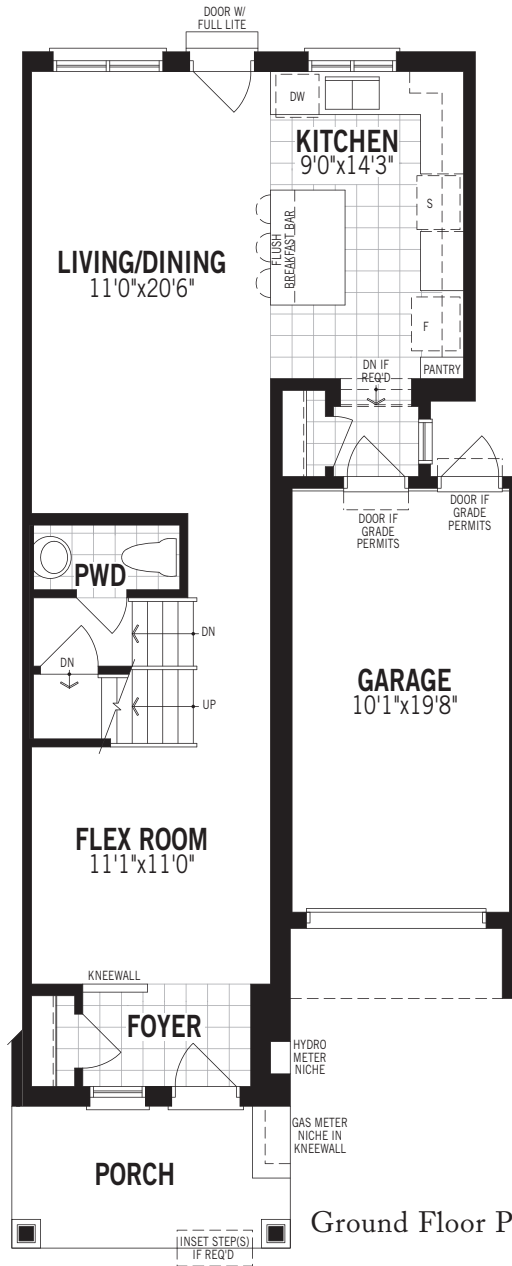 DOOR W/
FULL LITE
DW
KITCHEN
9'0"x14'3"
S
LIVING/DINING
11'0"x20'6"
FLUSH
BREAKFAST BAR
F
DN IF
REQ'D
PANTRY
DOOR IF
GRADE
PERMITS
DOOR IF
GRADE
PERMITS
PWD
DN
DN
UP
GARAGE
10'1"x19'8"
FLEX ROOM
11'1"x11'0"
KNEEWALL
FOYER
HYDRO
METER
NICHE
GAS METER
NICHE IN
KNEEWALL
PORCH
INSET STEP(S)
IF REQ'D
Ground Floor P